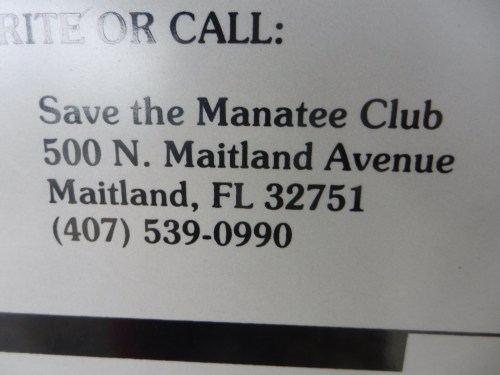 RITE OR CALL:
Save the Manatee Club
500 N. Maitland Avenue
Maitland, FL 32751
(407) 539-0990